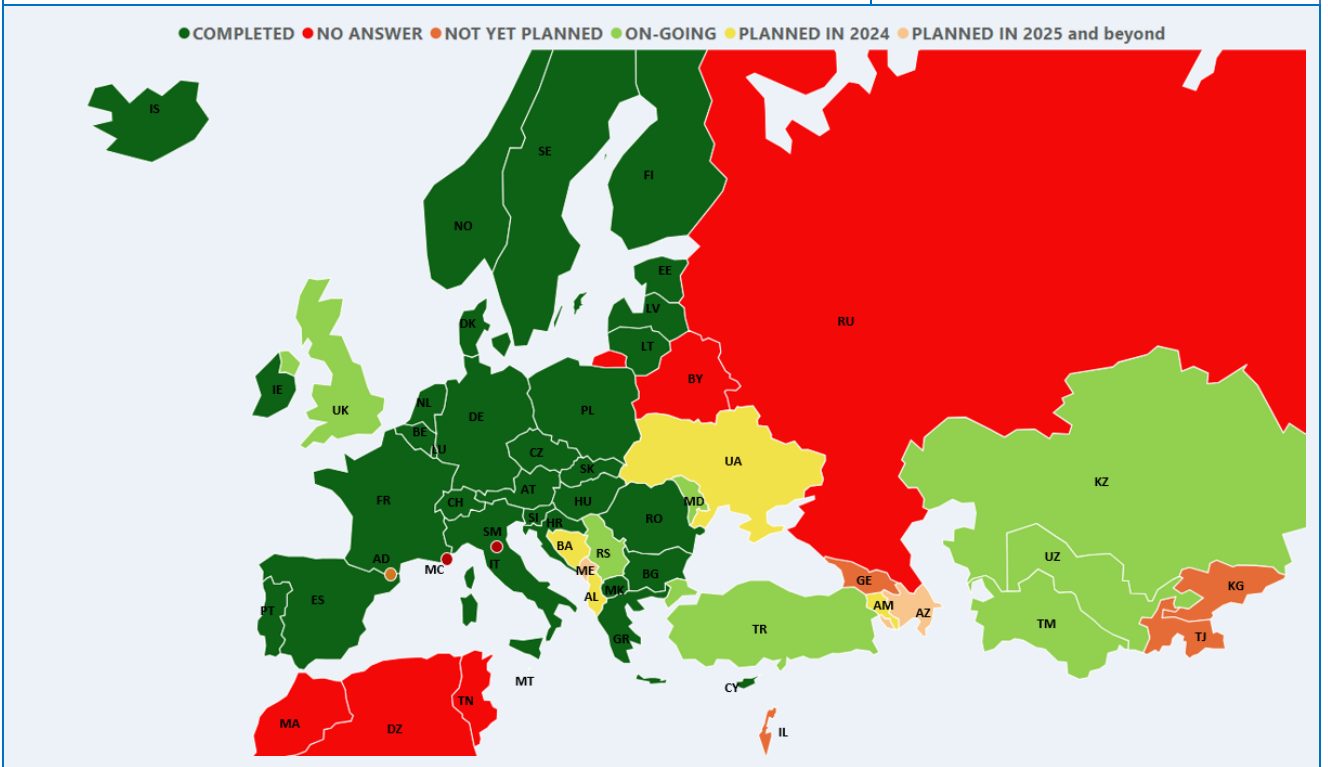 COMPLETED NO ANSWER NOT YET PLANNED ON-GOING PLANNED IN 2024 PLANNED IN 2025 and beyond
IS
SE
FI
NO
EE
LV
DK
RU
LT
BY
IE
NL
UK
DE
PL
BE
LU
CZ
UA
SK
KZ
AT
FR
CH
HU
MD
RO
SI
HR
SM
BA
RS
UZ
AD
MC
IT
ME
BG
GE
KG
MK
AL
AM
ES
PT
AZ
TM
TR
GR
TJ
MT
CY
TN
MA
DZ
IL